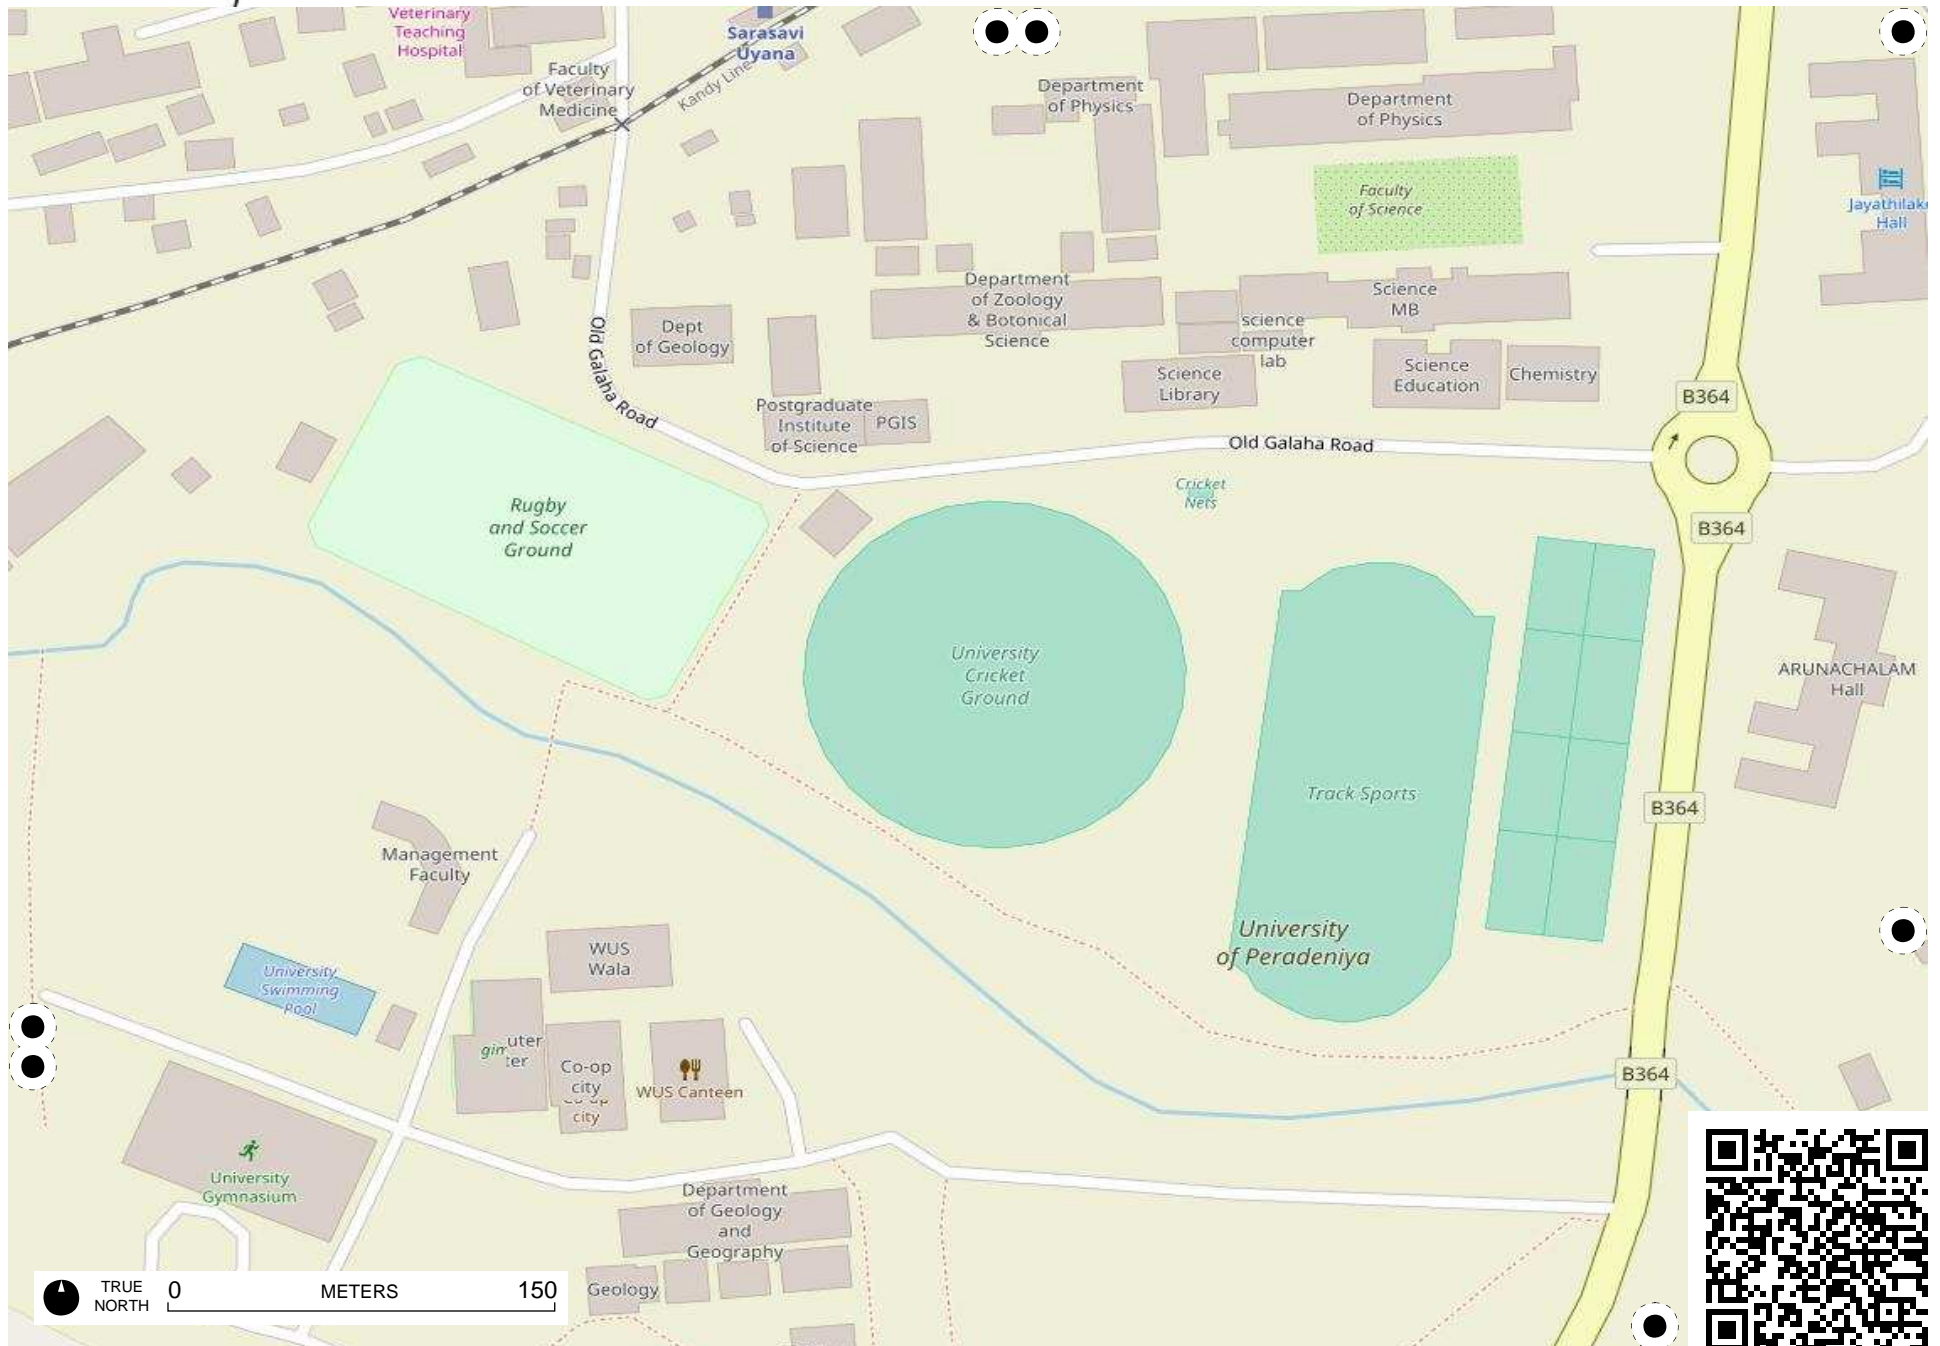 Veterinary
Teaching
Hospital
Sarasavi
Uyana
Kandy Line
Faculty
of Veterinary
Medicine
Department
of Physics
Department
of Physics
Faculty
of Science
Jayathilake
Hall
Department
of Zoology
& Botonical
Science
Science
MB
science
computer
lab
Dept
of Geology
Old Galaha Road
Science
Library
Science
Education
Chemistry
B364
Postgraduate
Institute
of Science
PGIS
Old Galaha Road
Cricket
Nets
B364
Rugby
and Soccer
Ground
University
Cricket
Ground
ARUNACHALAM
Hall
Track Sports
B364
Management
Faculty
University
of Peradeniya
WUS
Wala
University
Swimming
Pool
gim
uter
ter
Co-op
city
city
WUS Canteen
B364
University
Gymnasium
Department
of Geology
and
Geography
Geology
TRUE
NORTH
0 METERS 150